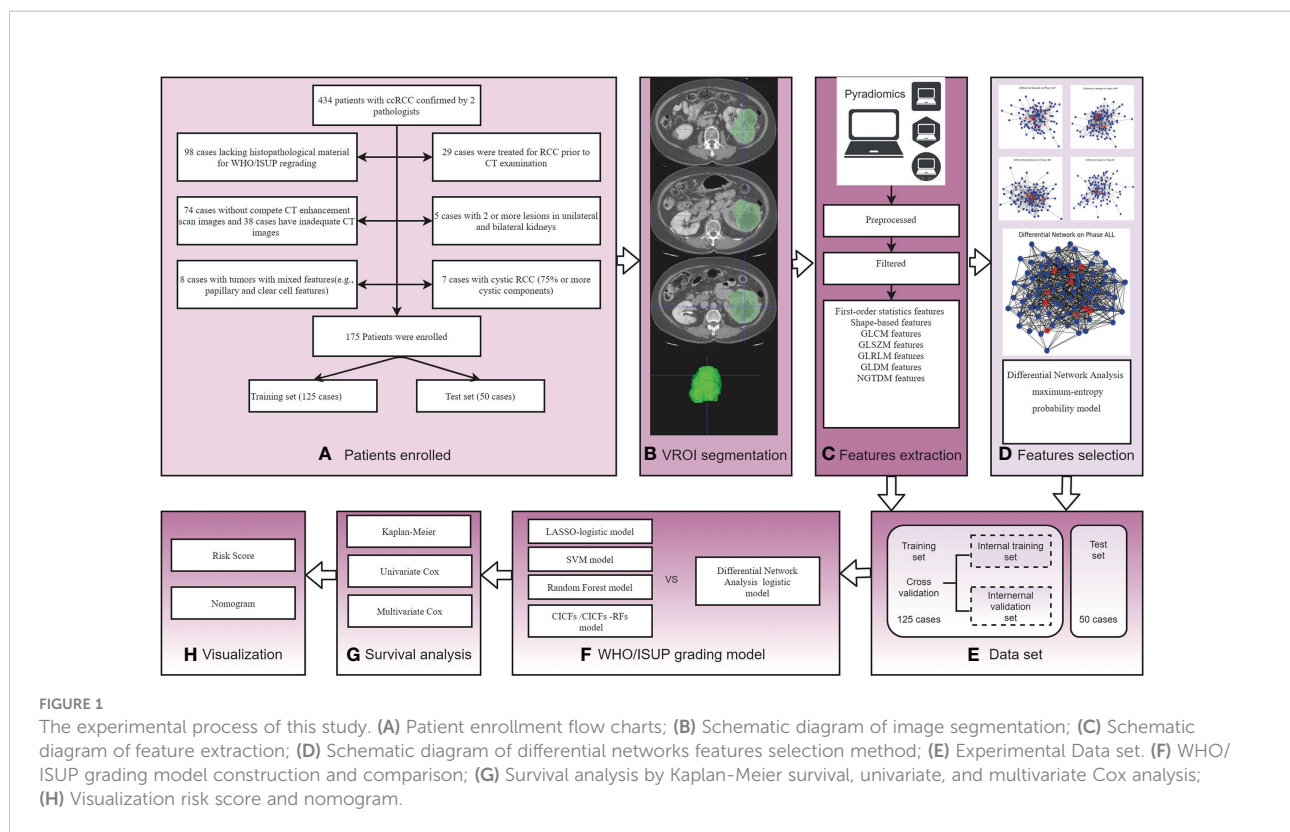 434 patients with ccRCC confirmed by 2
pathologists
98 cases lacking histopathological material
for WHO/ISUP regrading
29 cases were treated for RCC prior to
CT examination
74 cases without compete CT enhancement
scan images and 38 cases have inadequate CT
images
5 cases with 2 or more lesions in unilateral
and bilateral kidneys
8 cases with tumors with mixed features(e.g.,
papillary and clear cell features)
7 cases with cystic RCC (75% or more
cystic components)
175 Patients were enrolled
Training set (125 cases)
Test set (50 cases)
A Patients enrolled
B VROI segmentation
Pyradiomics
Preprocessed
Filtered
First-order statistics features
Shape-based features
GLCM features
GLSZM features
GLRLM features
GLDM features
NGTDM features
C Features extraction
Differential Network on Phase ALL
Differential Network Analysis
maximum-entropy
probability model
D Features selection
Risk Score
Nomogram
H Visualization
Kaplan-Meier
Univariate Cox
Multivariate Cox
G Survival analysis
LASSO-logistic model
SVM model
Random Forest model
CICFs /CICFs -RFs
model
VS
Differential Network
Analysis logistic
model
F WHO/ISUP grading model
Training
set
Cross
validation
125 cases
Internal training
set
Internernal
validation
set
Test
set
50 cases
E Data set
FIGURE 1
The experimental process of this study. (A) Patient enrollment flow charts; (B) Schematic diagram of image segmentation; (C) Schematic
diagram of feature extraction; (D) Schematic diagram of differential networks features selection method; (E) Experimental Data set. (F) WHO/
ISUP grading model construction and comparison; (G) Survival analysis by Kaplan-Meier survival, univariate, and multivariate Cox analysis;
(H) Visualization risk score and nomogram.